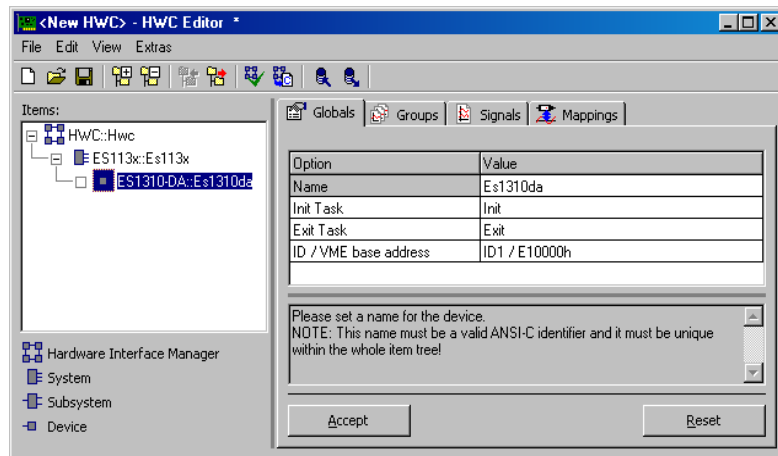 <New HWC> - HWC Editor *
File Edit View Extras
Items:
HWC::Hwc
ES113x::Es113x
ES1310-DA::Es1310da
Hardware Interface Manager
System
Subsystem
Device
Globals Groups Signals Mappings
Option Value
Name Es1310da
Init Task Init
Exit Task Exit
ID / VME base address ID1 / E10000h
Please set a name for the device.
NOTE: This name must be a valid ANSI-C identifier and it must be unique
within the whole item tree!
Accept Reset